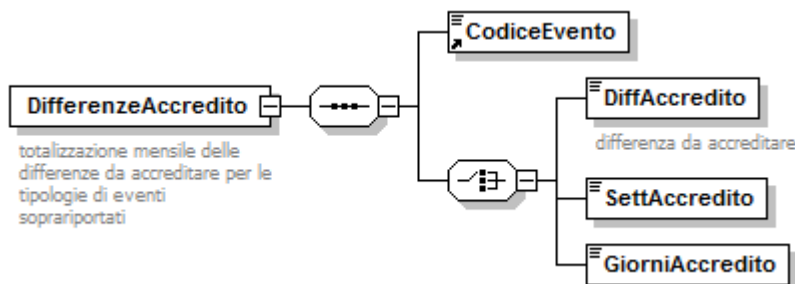 CodiceEvento
DifferenzeAccredito
totalizzazione mensile delle
differenze da accreditare per le
tipologie di eventi
soprariportati
DiffAccredito
differenza da accreditare
SettAccredito
GiorniAccredito